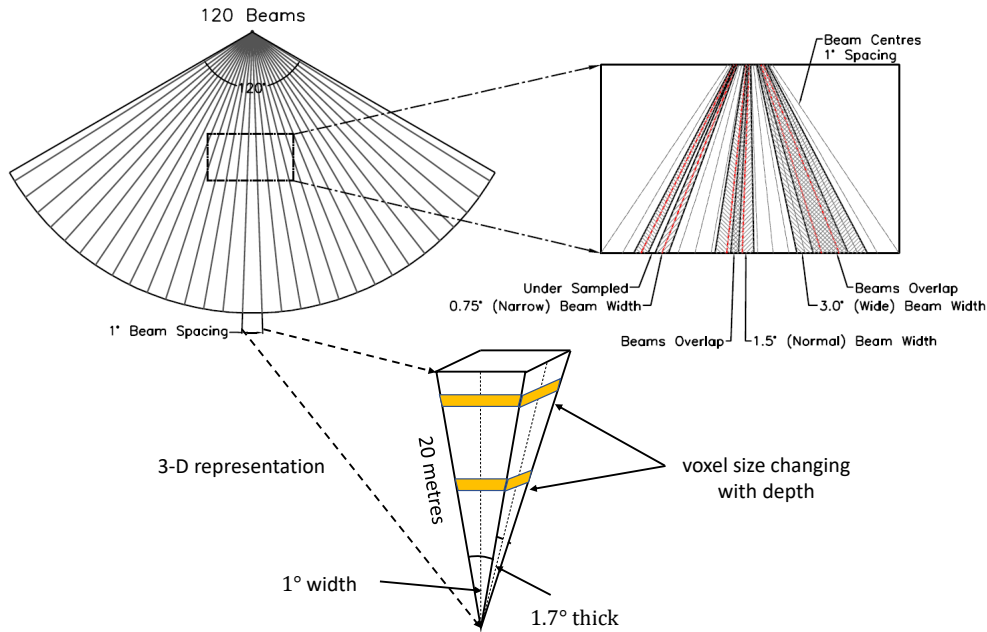 120 Beams
120°
Beam Centres
1° Spacing
Under Sampled
0.75° (Narrow) Beam Width
Beams Overlap
3.0° (Wide) Beam Width
Beams Overlap
1.5° (Normal) Beam Width
1° Beam Spacing
3-D representation
20 metres
voxel size changing
with depth
1° width
1.7° thick